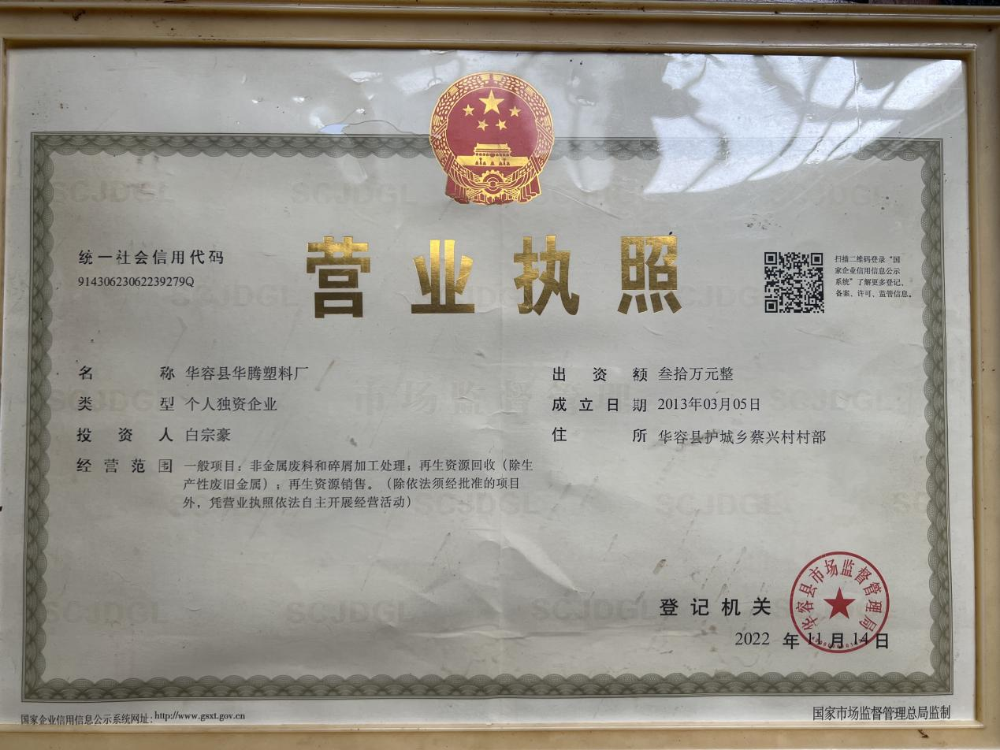 营业执照
统一社会信用代码
91430623062239279Q
扫描二维码登录“国
家企业信用信息公示
系统”了解更多登记、
备案、许可、监管信息。
名称 华容县华腾塑料厂
类型 个人独资企业
投资人 白宗豪
经营范围 一般项目:非金属废料和碎屑加工处理;再生资源回收(除生
产性废旧金属);再生资源销售。(除依法须经批准的项目
外,凭营业执照依法自主开展经营活动)
出资额 叁拾万元整
成立日期 2013年03月05日
住所 华容县护城乡蔡兴村村部
市场监督管理
SCJDGL
登记机关
华容县市场监督管理局
2022 年 11 月 14 日
国家企业信用信息公示系统网址:http://www.gsxt.gov.cn
国家市场监督管理总局监制